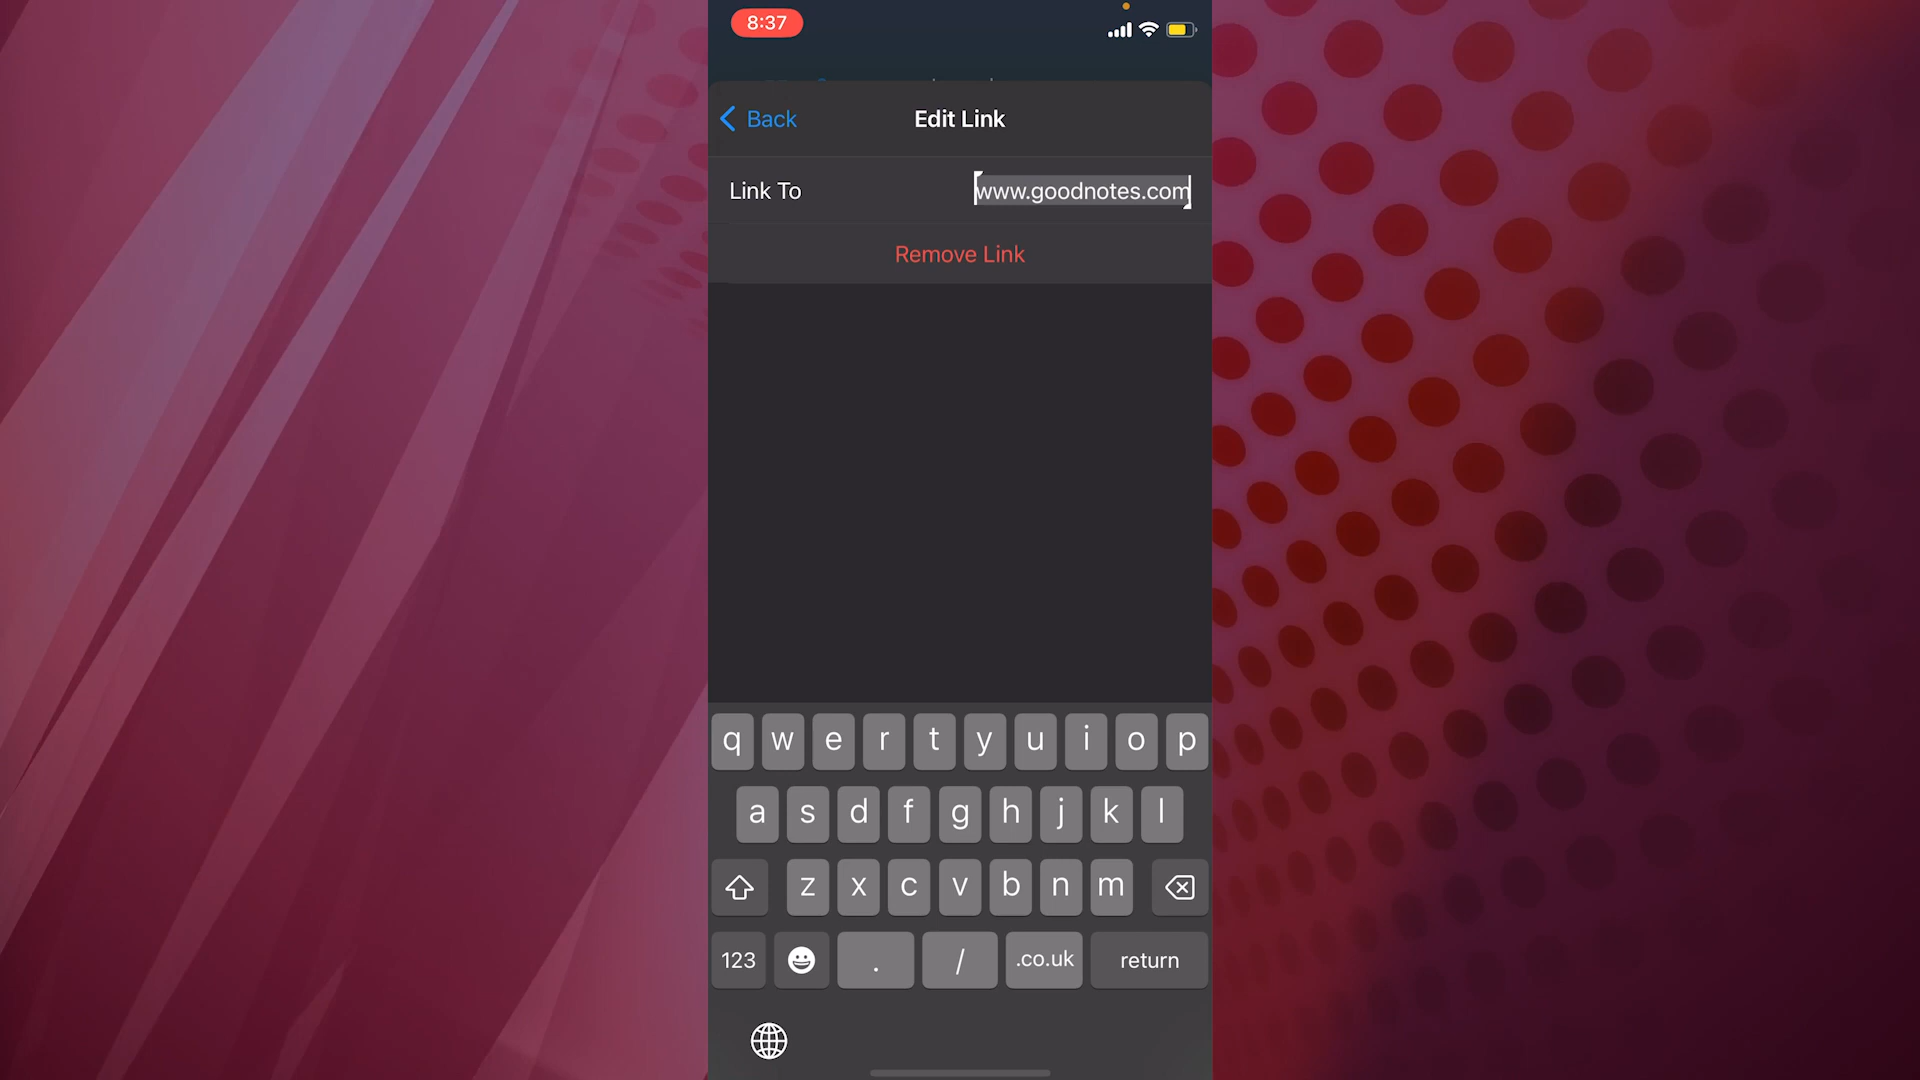 8:37
Back
Edit Link
Link To
www.goodnotes.com
Remove Link
q w e r t y u i o p
a s d f g h j k l
z x c v b n m
123 . / .co.uk return